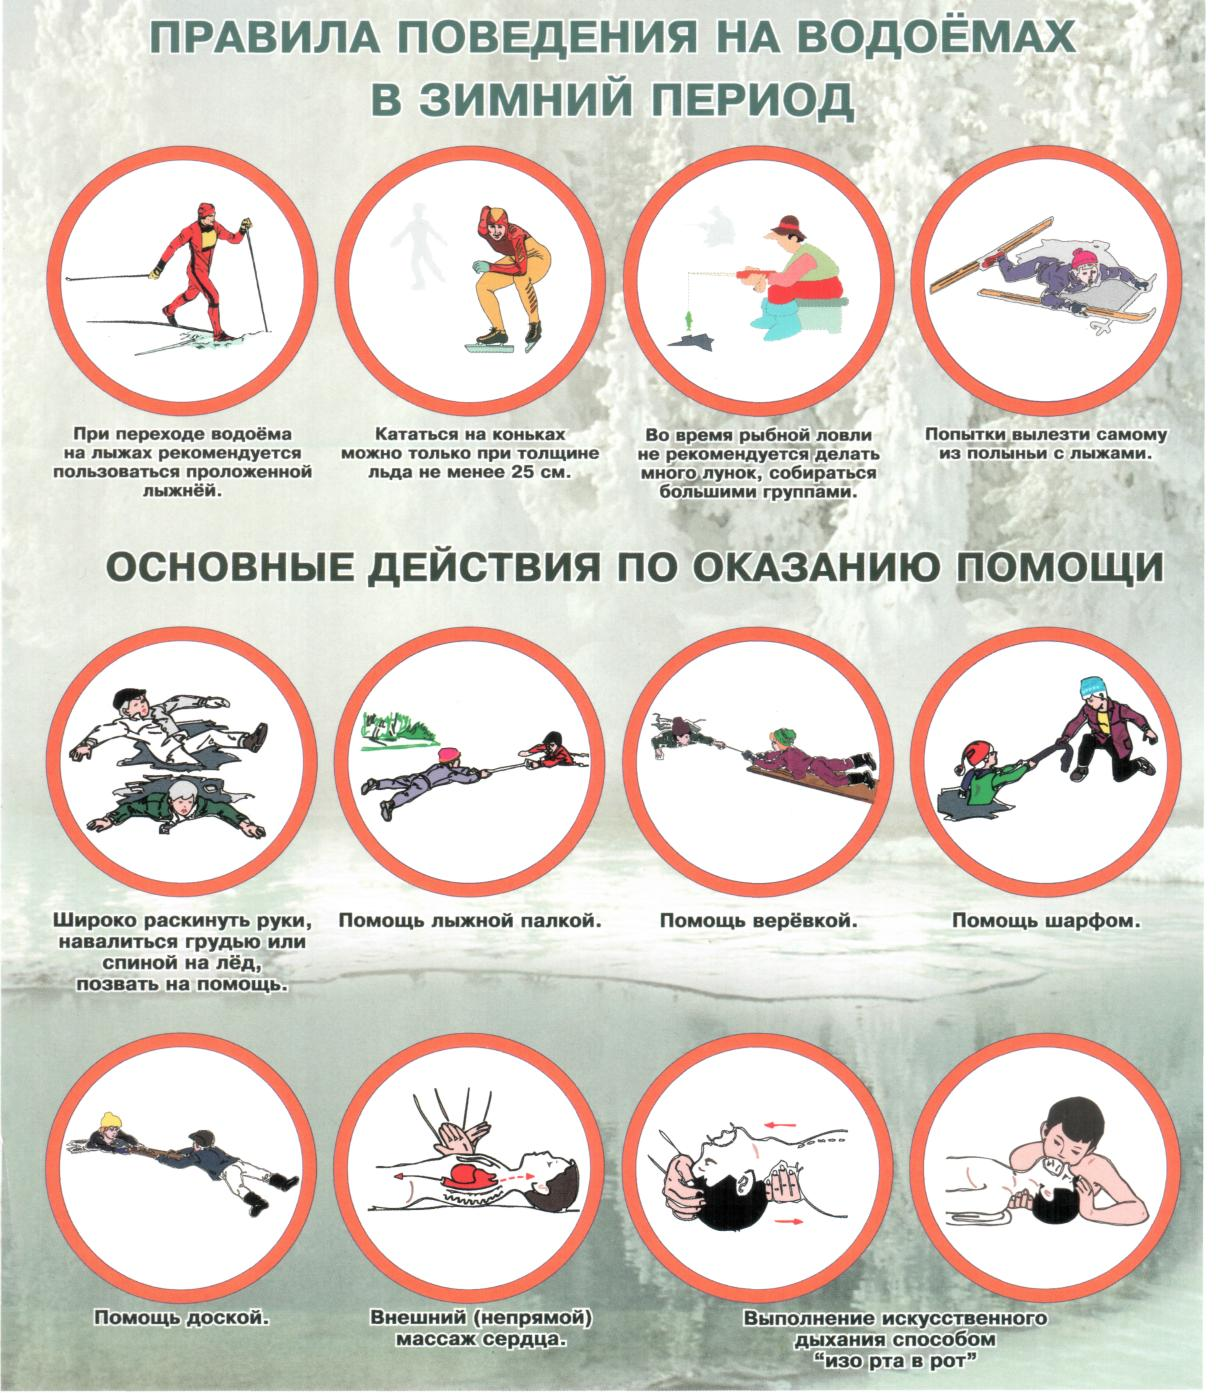 ПРАВИЛА ПОВЕДЕНИЯ НА ВОДОЁМАХ
В ЗИМНИЙ ПЕРИОД
При переходе водоёма
на лыжах рекомендуется
пользоваться проложенной
лыжнёй.
Кататься на коньках
можно только при толщине
льда не менее 25 см.
Во время рыбной ловли
не рекомендуется делать
много лунок, собираться
большими группами.
Попытки вылезти самому
из полыньи с лыжами.
ОСНОВНЫЕ ДЕЙСТВИЯ ПО ОКАЗАНИЮ ПОМОЩИ
Широко раскинуть руки,
навалиться грудью или
спиной на лёд,
позвать на помощь.
Помощь лыжной палкой.
Помощь верёвкой.
Помощь шарфом.
Помощь доской.
Внешний (непрямой)
массаж сердца.
Выполнение искусственного
дыхания способом
“изо рта в рот”